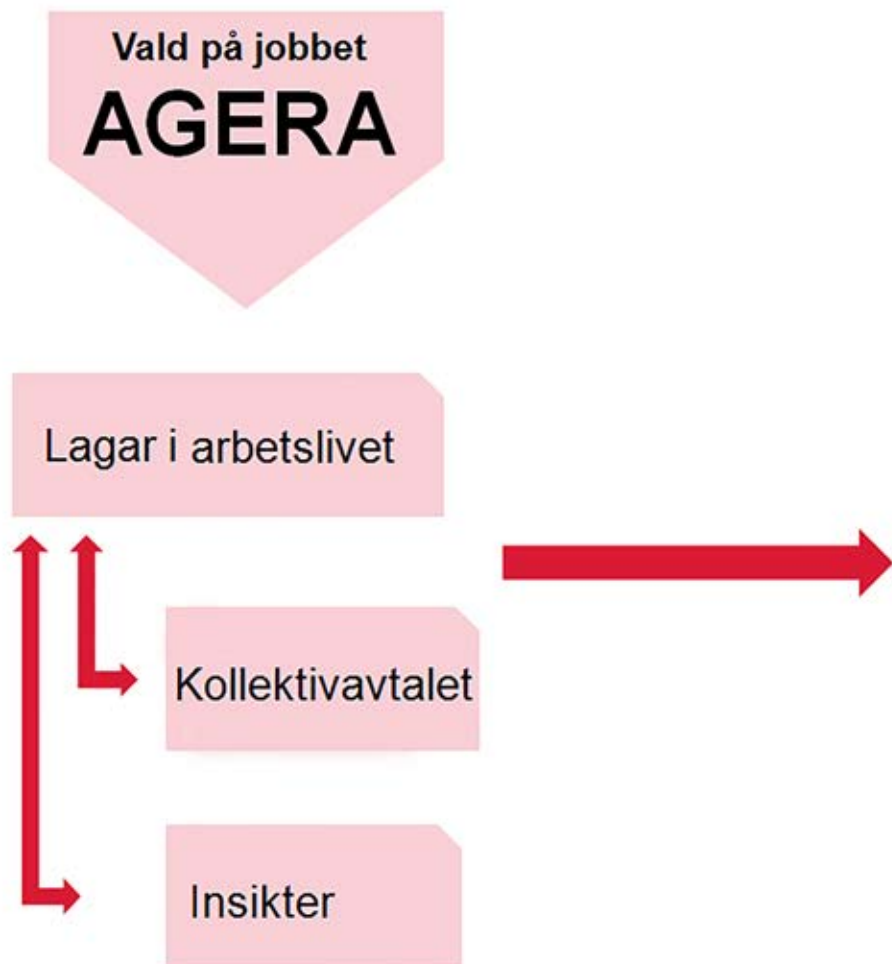 Vald på jobbet
AGERA
Lagar i arbetslivet
Kollektivavtalet
Insikter